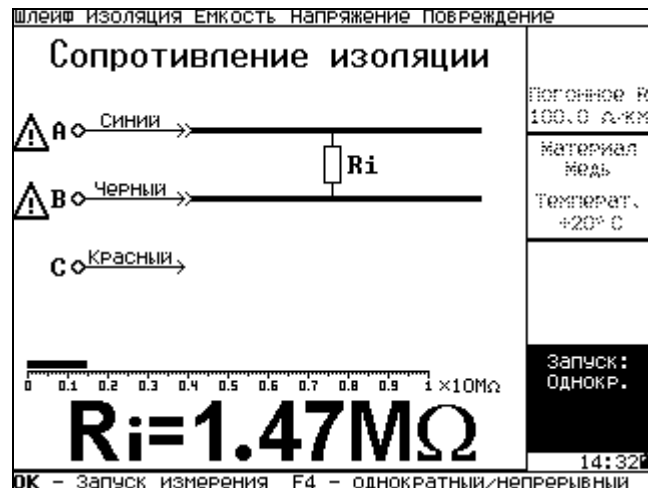 Шлейф Изоляция Емкость Напряжение Повреждение
Сопротивление изоляции
A Синий
Ri
B Черный
C Красный
Погонное R
100.0 Ω/км
Материал
Медь
Температ.
+20° C
0 0.1 0.2 0.3 0.4 0.5 0.6 0.7 0.8 0.9 1 ×10MΩ
Ri=1.47MΩ
Запуск:
Однокр.
14:32
OK - Запуск измерения F4 - однократный/непрерывный